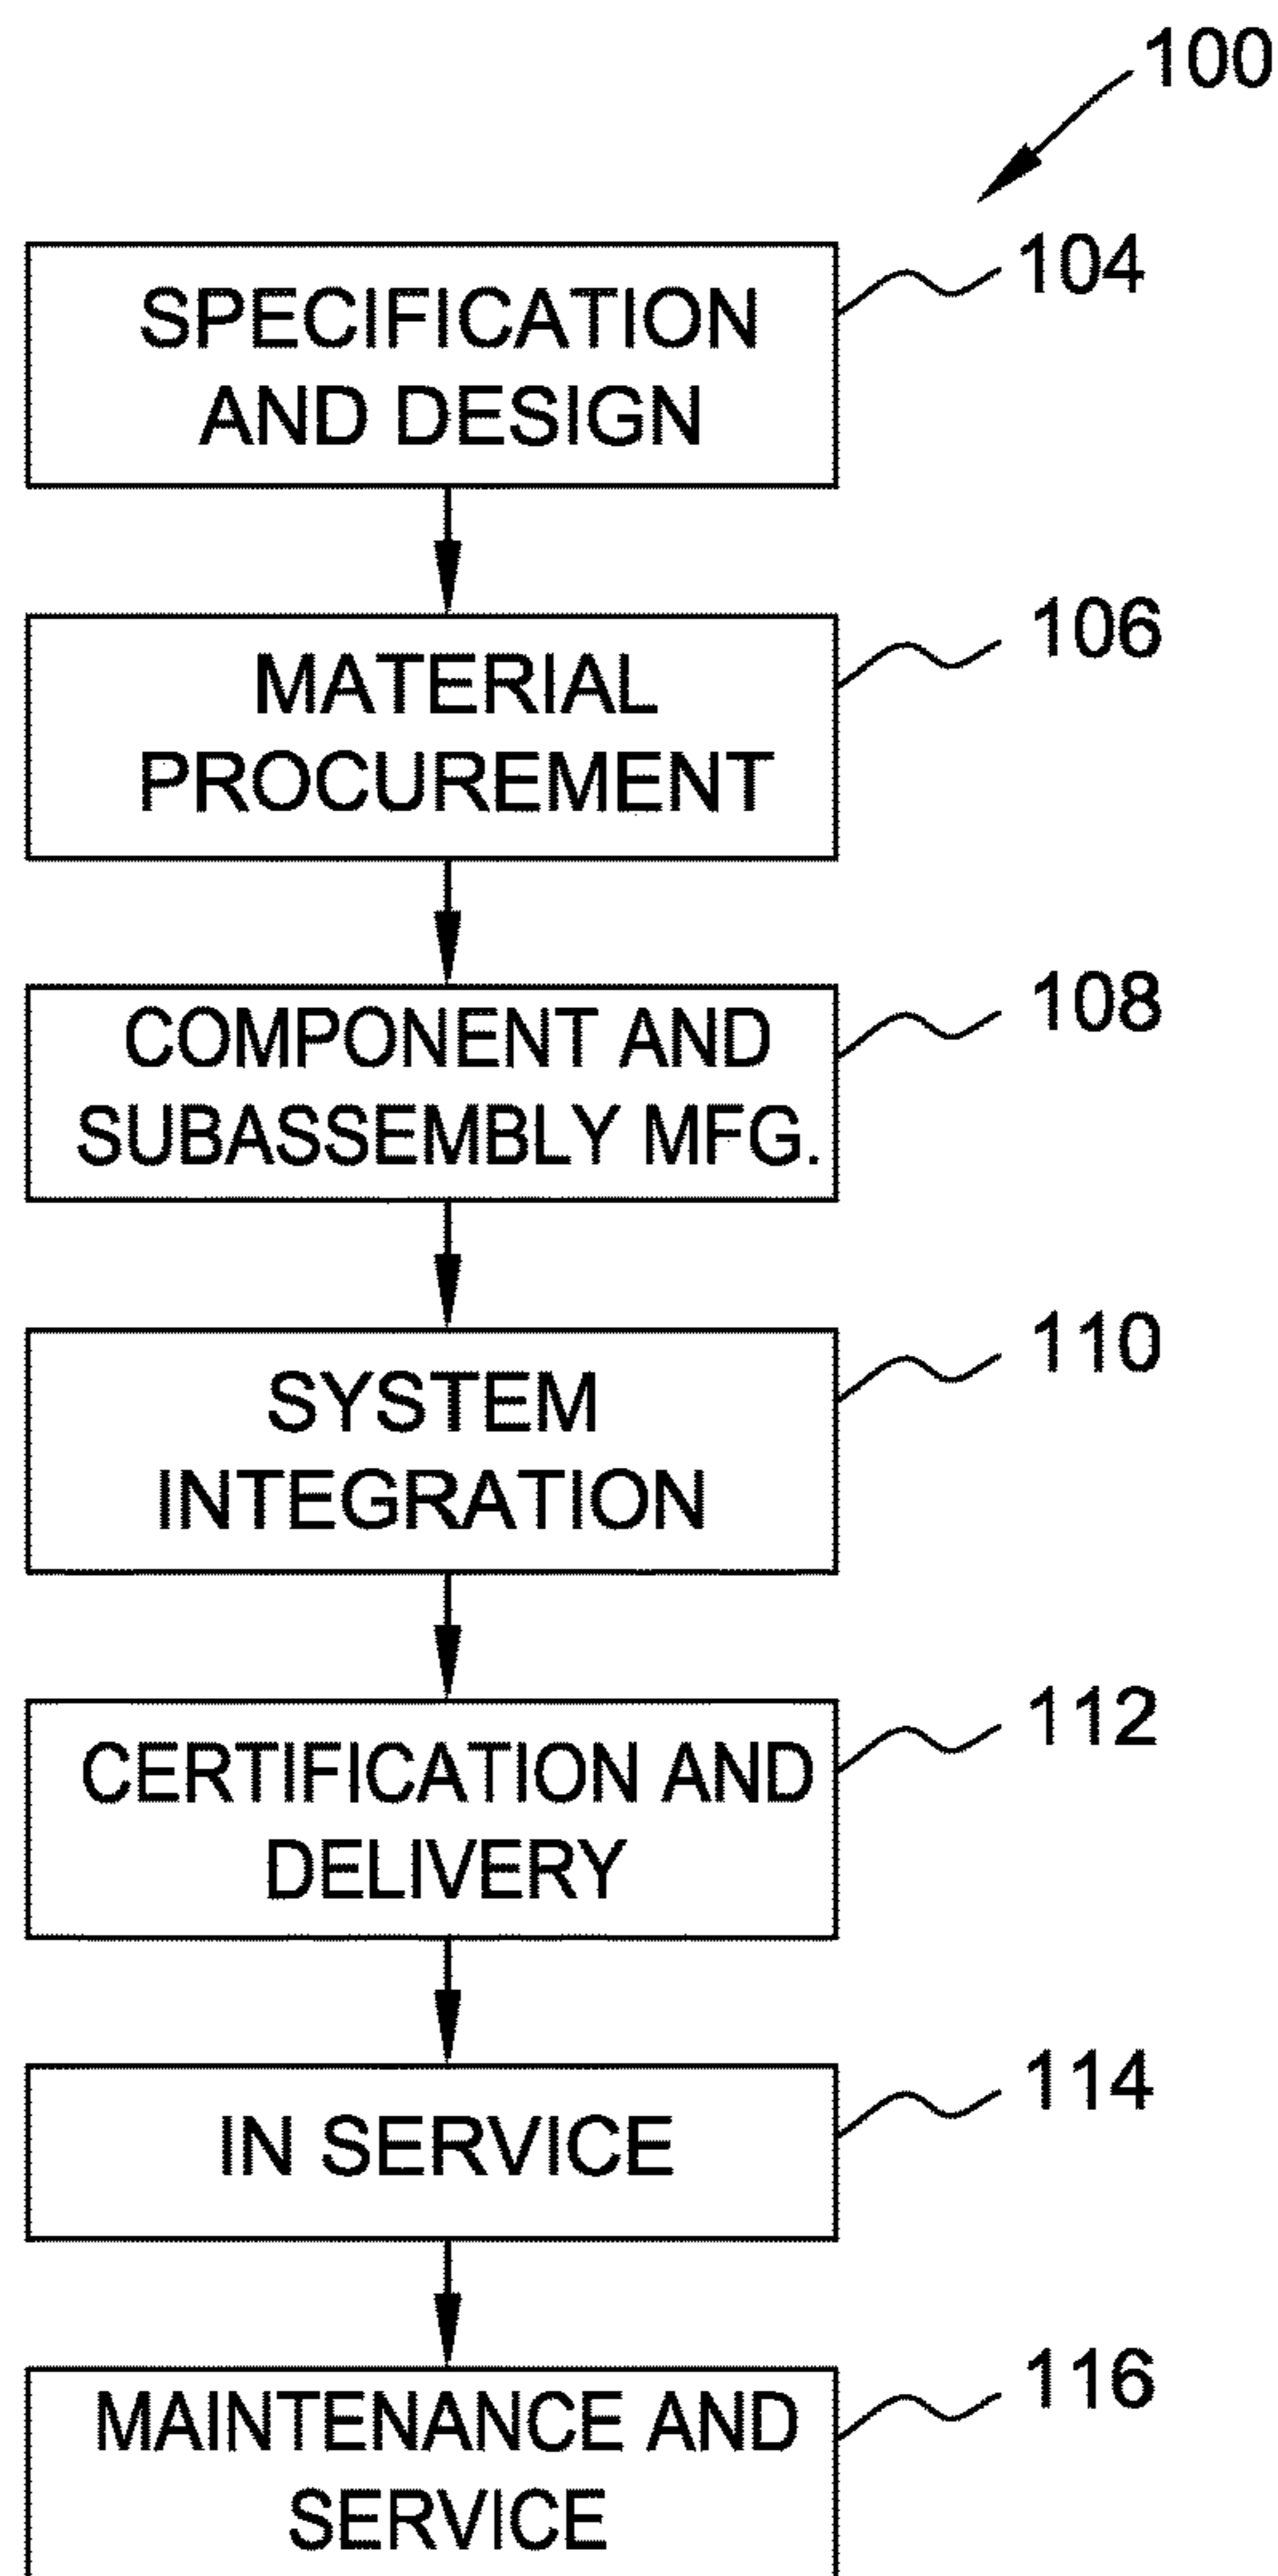 100
SPECIFICATION
AND DESIGN
104
MATERIAL
PROCUREMENT
106
COMPONENT AND
SUBASSEMBLY MFG.
108
SYSTEM
INTEGRATION
110
CERTIFICATION AND
DELIVERY
112
IN SERVICE
114
MAINTENANCE AND
SERVICE
116